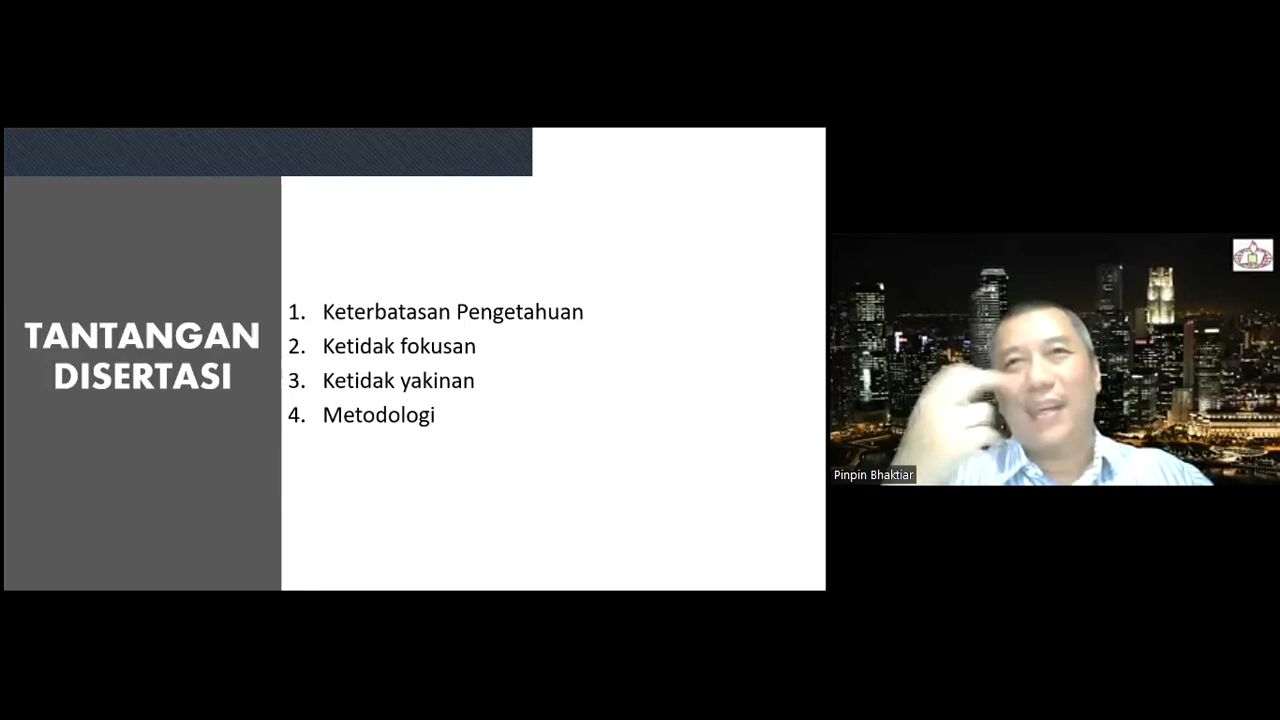 TANTANGAN
DISERTASI
1. Keterbatasan Pengetahuan
2. Ketidak fokusan
3. Ketidak yakinan
4. Metodologi
Pinpin Bhaktiar